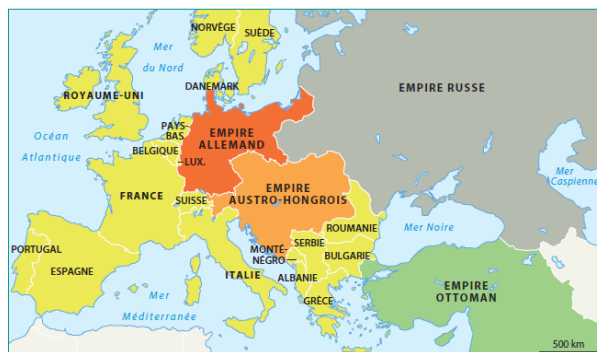 NORVÈGE
SUÈDE
Mer
du Nord
DANEMARK
ROYAUME-UNI
EMPIRE RUSSE
PAYS-
BAS
EMPIRE
ALLEMAND
Océan
Atlantique
BELGIQUE
LUX.
Mer
Caspienne
FRANCE
SUISSE
EMPIRE
AUSTRO-HONGROIS
ROUMANIE
Mer Noire
SERBIE
MONTÉ-
NÉGRO
BULGARIE
PORTUGAL
ESPAGNE
ITALIE
ALBANIE
GRÈCE
EMPIRE
OTTOMAN
Mer
Méditerranée
500 km